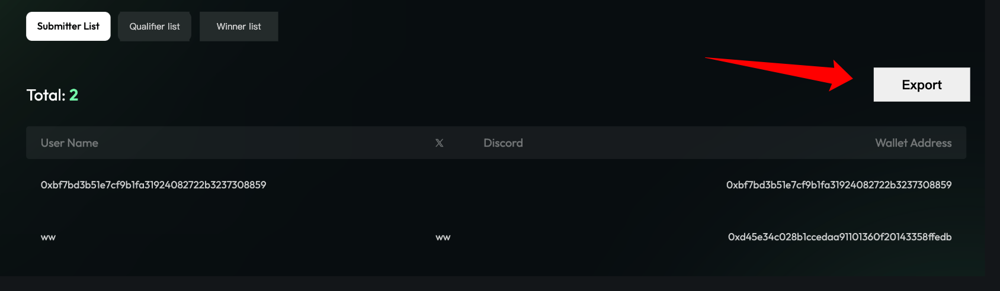 Submitter List Qualifier list Winner list
Export
Total: 2
User Name 𝕏 Discord Wallet Address
0xbf7bd3b51e7cf9b1fa31924082722b3237308859 0xbf7bd3b51e7cf9b1fa31924082722b3237308859
ww ww 0xd45e34c028b1ccedaa91101360f20143358ffedb